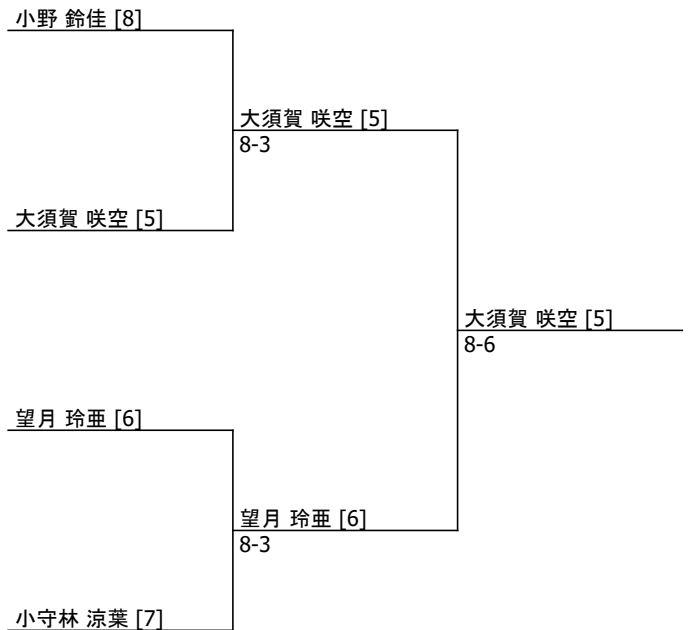 小野 鈴佳 [8]
大須賀 咲空 [5]
8-3
大須賀 咲空 [5]
大須賀 咲空 [5]
8-6
望月 玲亜 [6]
望月 玲亜 [6]
8-3
小守林 涼葉 [7]